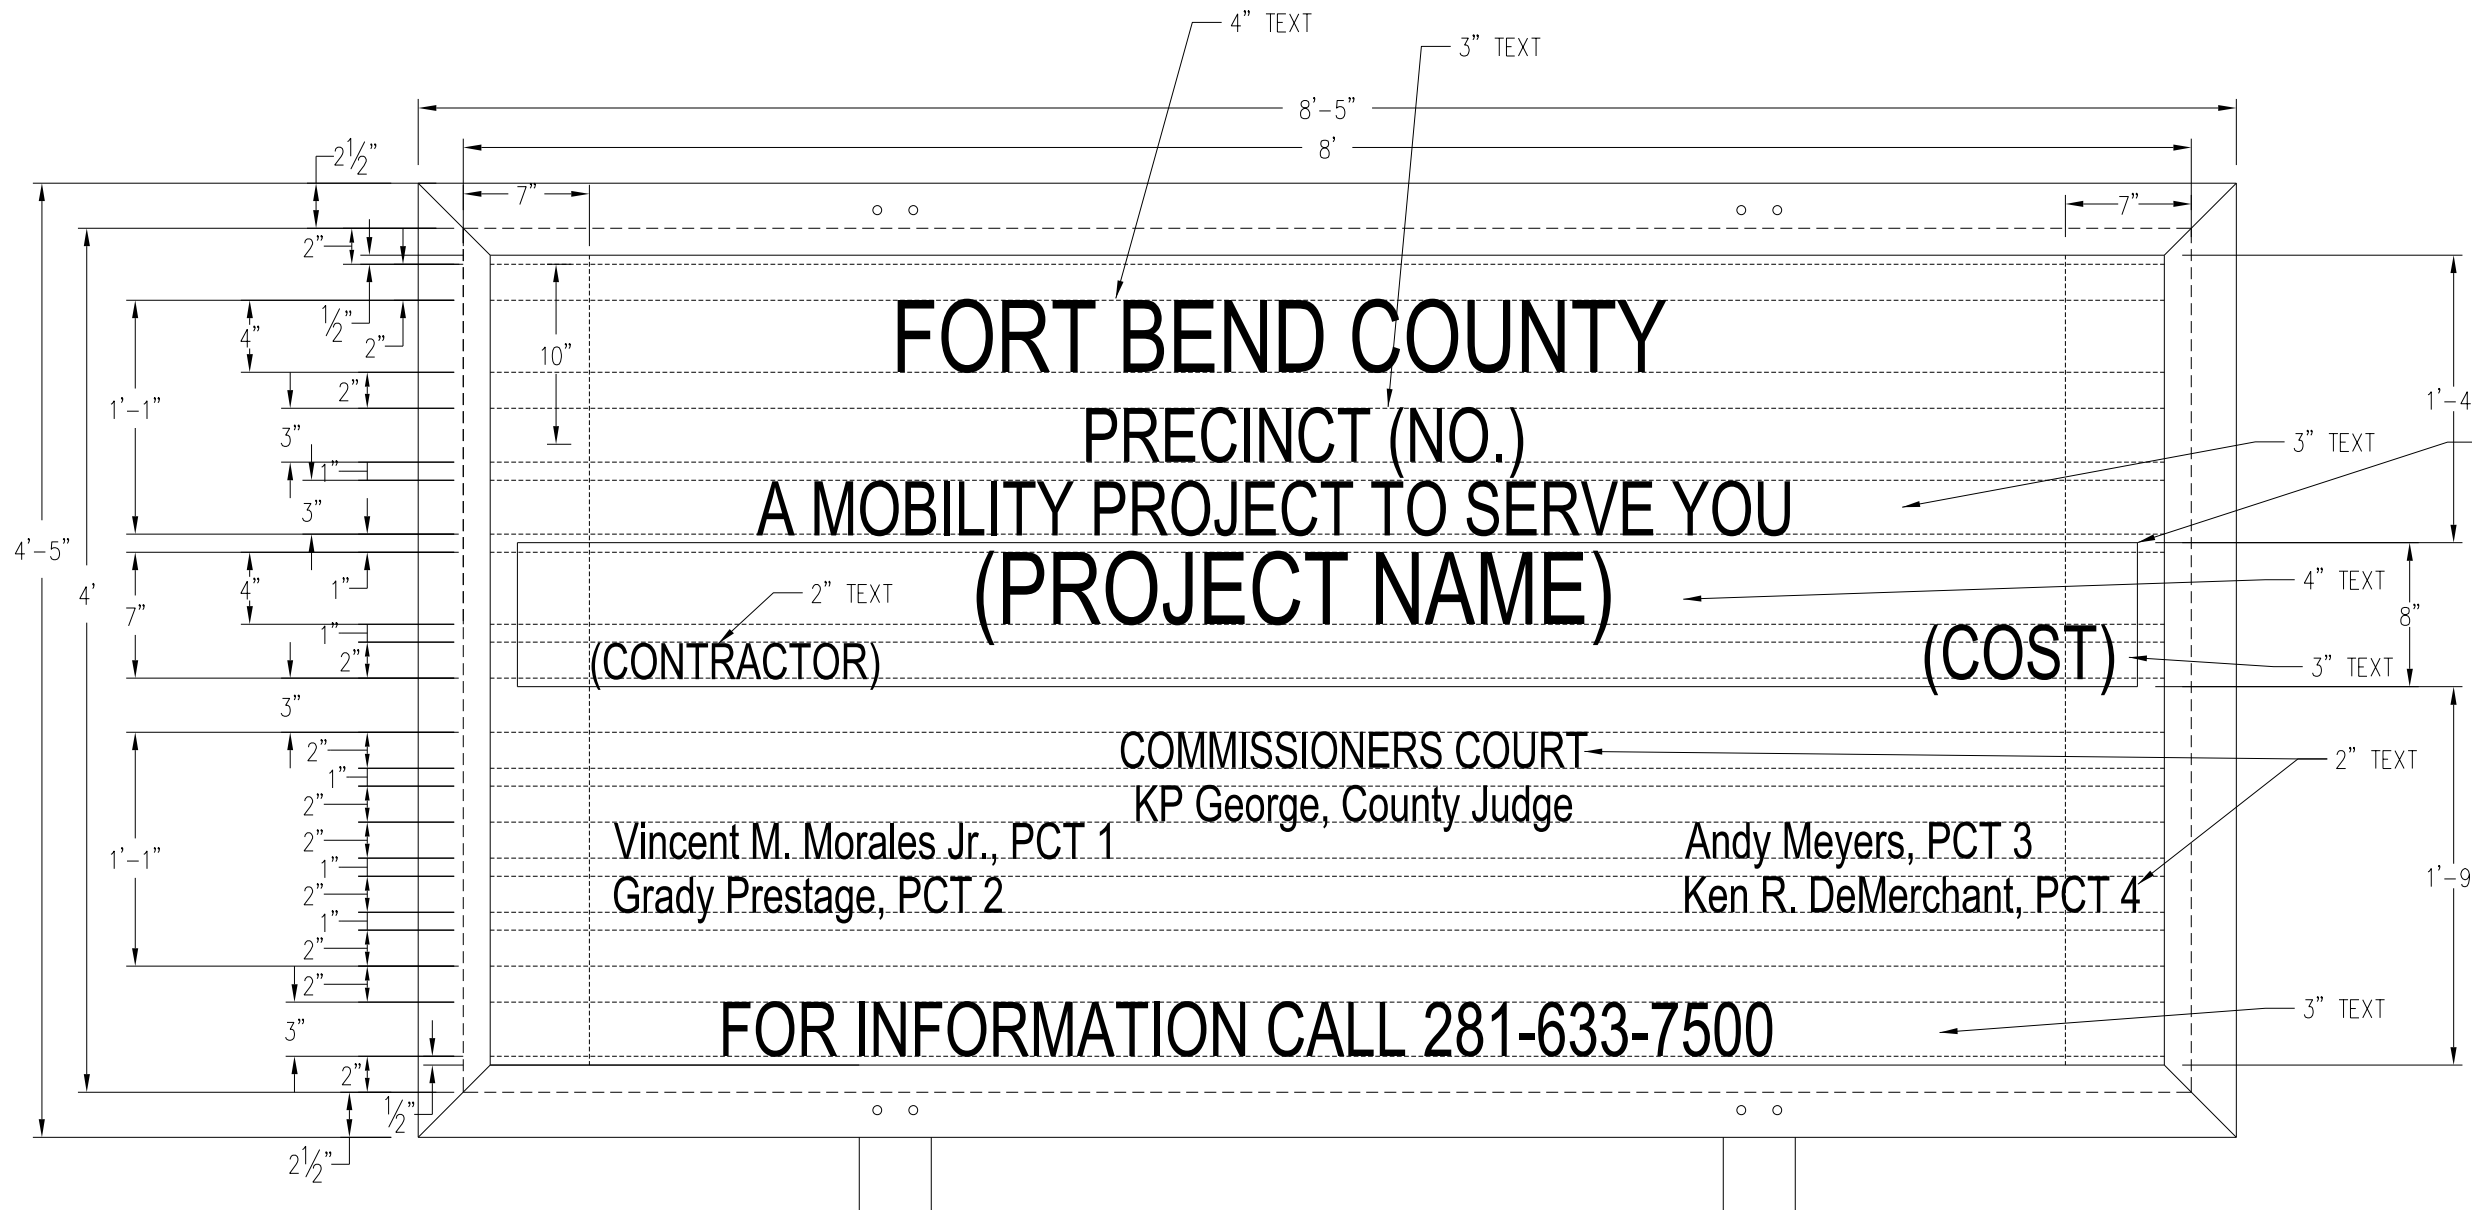 4” TEXT
3” TEXT
8’-5”
8’
2½”
7”
7”
2”
½”
2”
4”
10”
FORT BEND COUNTY
1’-1”
2”
1’-4
PRECINCT (NO.)
3”
3” TEXT
1”
A MOBILITY PROJECT TO SERVE YOU
3”
4’-5”
4’
(PROJECT NAME)
4” TEXT
7”
4”
1”
2” TEXT
8”
1”
2”
(CONTRACTOR)
(COST)
3” TEXT
3”
COMMISSIONERS COURT
2”
2” TEXT
1”
KP George, County Judge
2”
Vincent M. Morales Jr., PCT 1
Andy Meyers, PCT 3
2”
1’-1”
1”
1’-9
Grady Prestage, PCT 2
Ken R. DeMerchant, PCT 4
2”
1”
2”
2”
FOR INFORMATION CALL 281-633-7500
3” TEXT
3”
2”
½”
2½”